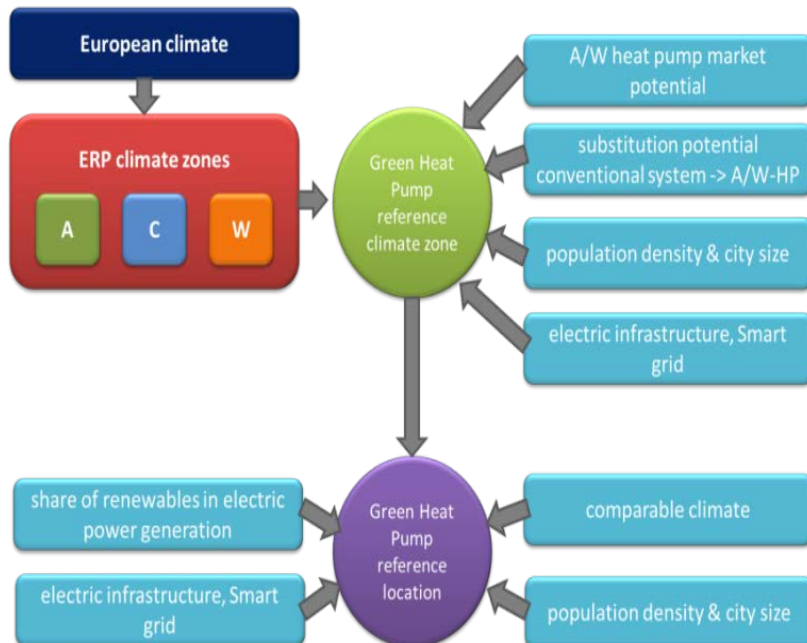 European climate
ERP climate zones
A
C
W
Green Heat
Pump
reference
climate zone
A/W heat pump market
potential
substitution potential
conventional system -> A/W-HP
population density & city size
electric infrastructure, Smart
grid
share of renewables in electric
power generation
electric infrastructure, Smart
grid
Green Heat
Pump
reference
location
comparable climate
population density & city size